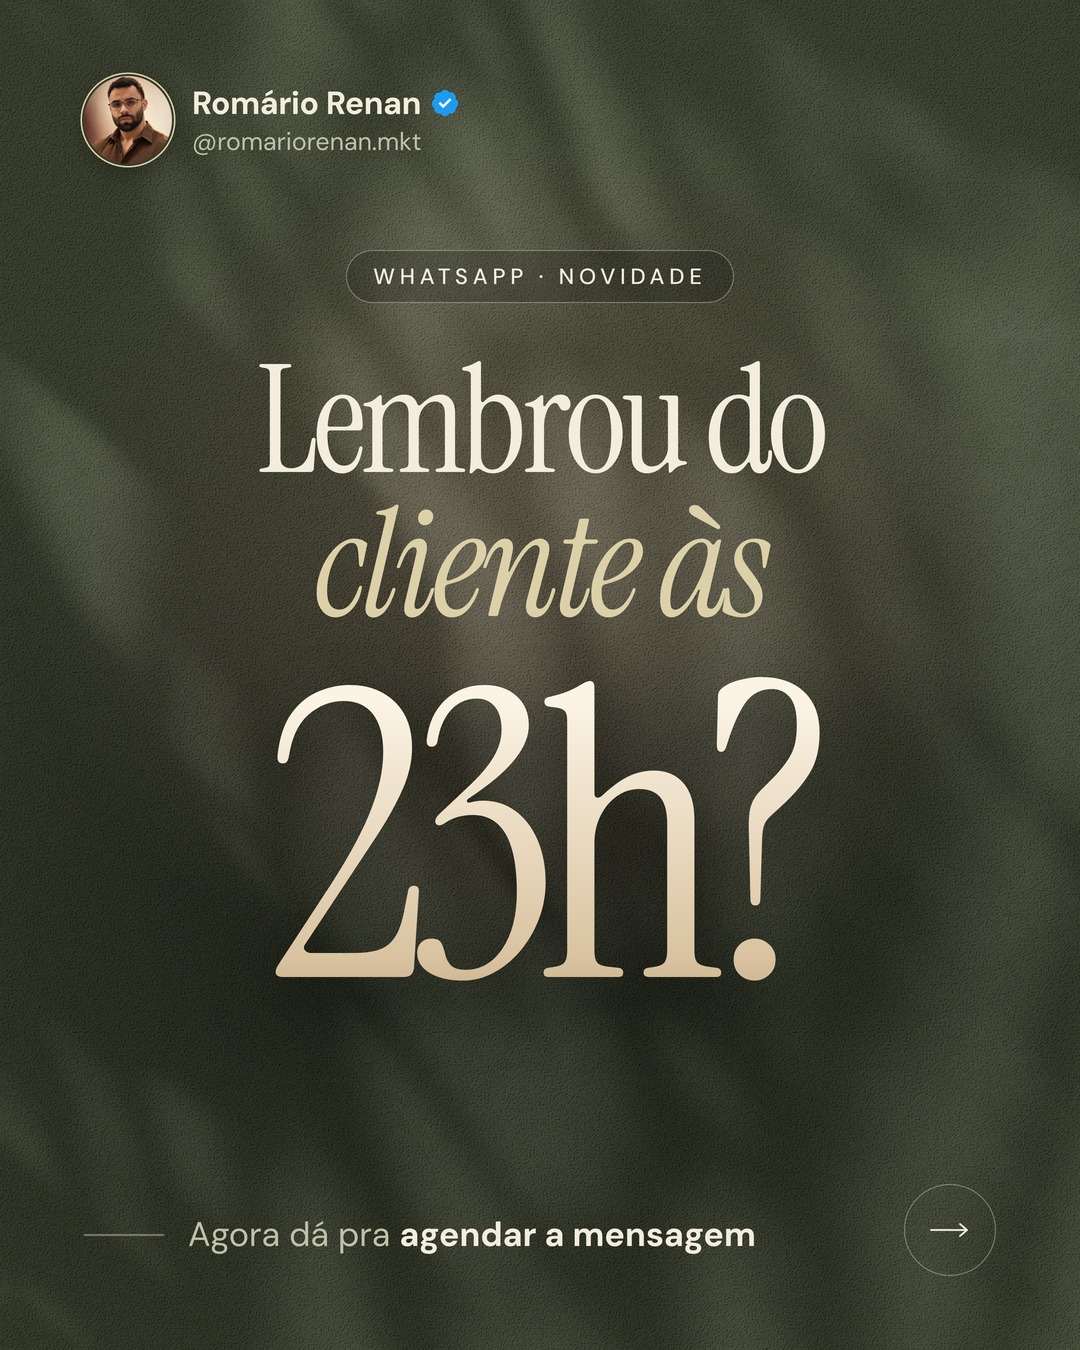 Romário Renan
@romariorenan.mkt
WHATSAPP · NOVIDADE
Lembrou do
cliente às
23h?
Agora dá pra agendar a mensagem